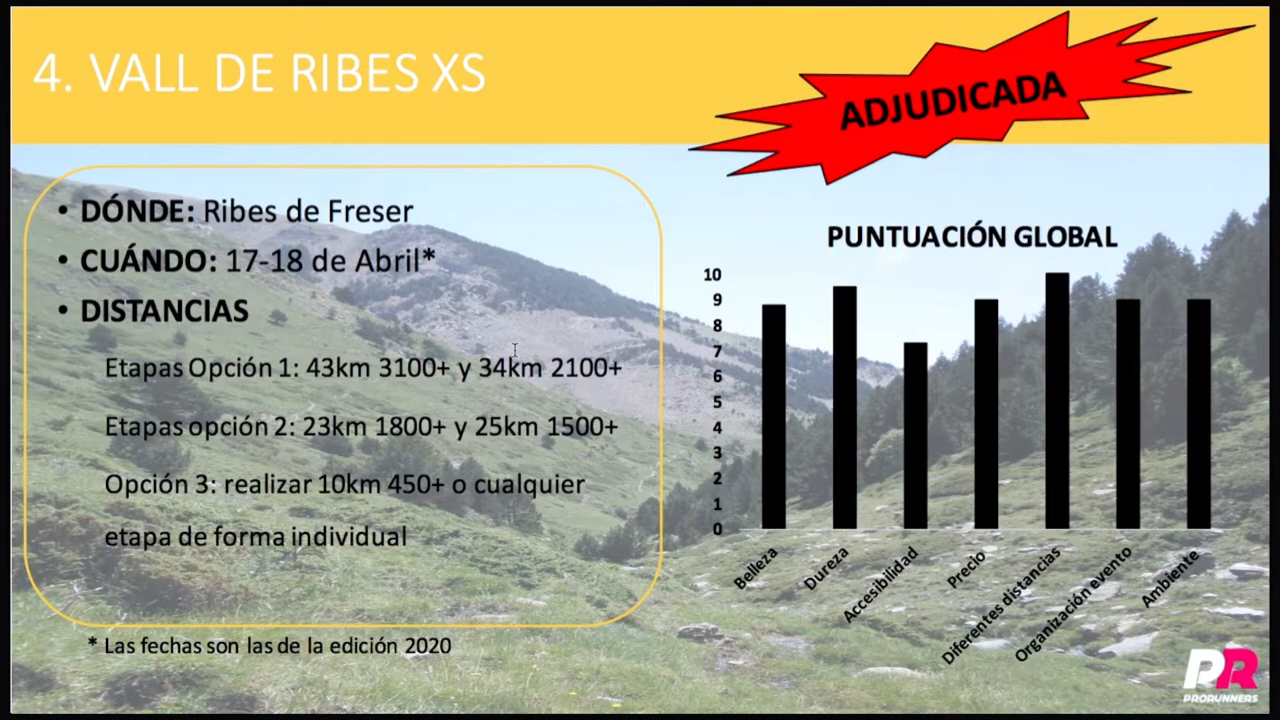 4. VALL DE RIBES XS
ADJUDICADA
• DÓNDE: Ribes de Freser
• CUÁNDO: 17-18 de Abril*
• DISTANCIAS
Etapas Opción 1: 43km 3100+ y 34km 2100+
Etapas opción 2: 23km 1800+ y 25km 1500+
Opción 3: realizar 10km 450+ o cualquier
etapa de forma individual
* Las fechas son las de la edición 2020
PUNTUACIÓN GLOBAL
10
9
8
7
6
5
4
3
2
1
0
Belleza
Dureza
Accesibilidad
Precio
Diferentes distancias
Organización evento
Ambiente
PR
PRORUNNERS